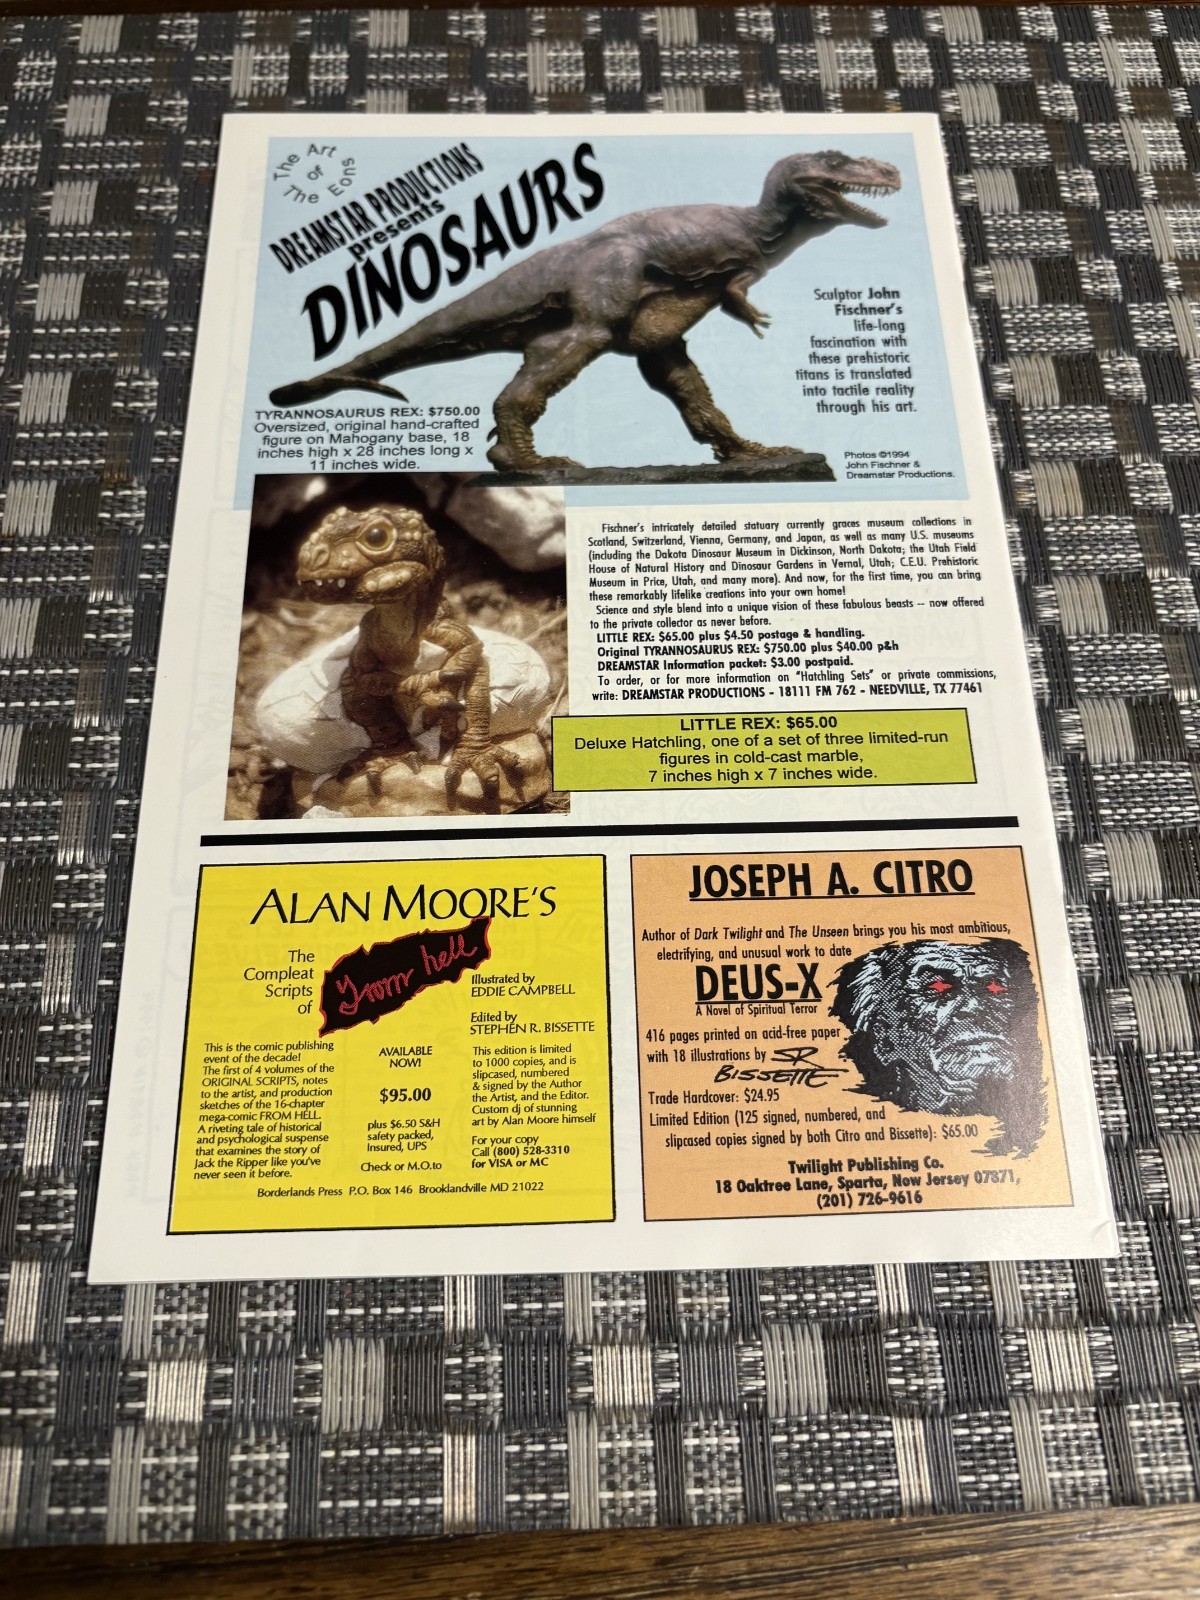 The Art
of
The Eons
DREAMSTAR PRODUCTIONS
presents
DINOSAURS
Sculptor John
Fischner's
life-long
fascination with
these prehistoric
titans is translated
into tactile reality
through his art.
TYRANNOSAURUS REX: $750.00
Oversized, original hand-crafted
figure on Mahogany base, 18
inches high x 28 inches long x
11 inches wide.
Photos ©1994
John Fischner &
Dreamstar Productions.
Fischner's intricately detailed statuary currently graces museum collections in
Scotland, Switzerland, Vienna, Germany, and Japan, as well as many U.S. museums
(including the Dakota Dinosaur Museum in Dickinson, North Dakota; the Utah Field
House of Natural History and Dinosaur Gardens in Vernal, Utah; C.E.U. Prehistoric
Museum in Price, Utah, and many more). And now, for the first time, you can bring
these remarkably lifelike creations into your own home!
Science and style blend into a unique vision of these fabulous beasts -- now offered
to the private collector as never before.
LITTLE REX: $65.00 plus $4.50 postage & handling.
Original TYRANNOSAURUS REX: $750.00 plus $40.00 p&h
DREAMSTAR Information packet: $3.00 postpaid.
To order, or for more information on "Hatchling Sets" or private commissions,
write: DREAMSTAR PRODUCTIONS - 18111 FM 762 - NEEDVILLE, TX 77461
LITTLE REX: $65.00
Deluxe Hatchling, one of a set of three limited-run
figures in cold-cast marble,
7 inches high x 7 inches wide.
ALAN MOORE'S
The
Compleat
Scripts
of
From hell
Illustrated by
EDDIE CAMPBELL
Edited by
STEPHEN R. BISSETTE
This is the comic publishing
event of the decade!
The first of 4 volumes of the
ORIGINAL SCRIPTS, notes
to the artist, and production
sketches of the 16-chapter
mega-comic FROM HELL.
A riveting tale of historical
and psychological suspense
that examines the story of
Jack the Ripper like you've
never seen it before.
AVAILABLE
NOW!
$95.00
plus $6.50 S&H
safety packed,
Insured, UPS
Check or M.O.to
This edition is limited
to 1000 copies, and is
slipcased, numbered
& signed by the Author
the Artist, and the Editor.
Custom dj of stunning
art by Alan Moore himself
For your copy
Call (800) 528-3310
for VISA or MC
Borderlands Press P.O. Box 146 Brooklandville MD 21022
JOSEPH A. CITRO
Author of Dark Twilight and The Unseen brings you his most ambitious,
electrifying, and unusual work to date
DEUS-X
A Novel of Spiritual Terror
416 pages printed on acid-free paper
with 18 illustrations by SR
BISSETTE
Trade Hardcover: $24.95
Limited Edition (125 signed, numbered, and
slipcased copies signed by both Citro and Bissette): $65.00
Twilight Publishing Co.
18 Oaktree Lane, Sparta, New Jersey 07871,
(201) 726-9616